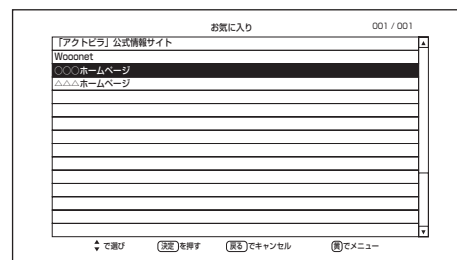 お気に入り 001 / 001
「アクトビラ」公式情報サイト
Wooonet
○○○ホームページ
△△△ホームページ
で選び 決定を押す 戻るでキャンセル 黄でメニュー